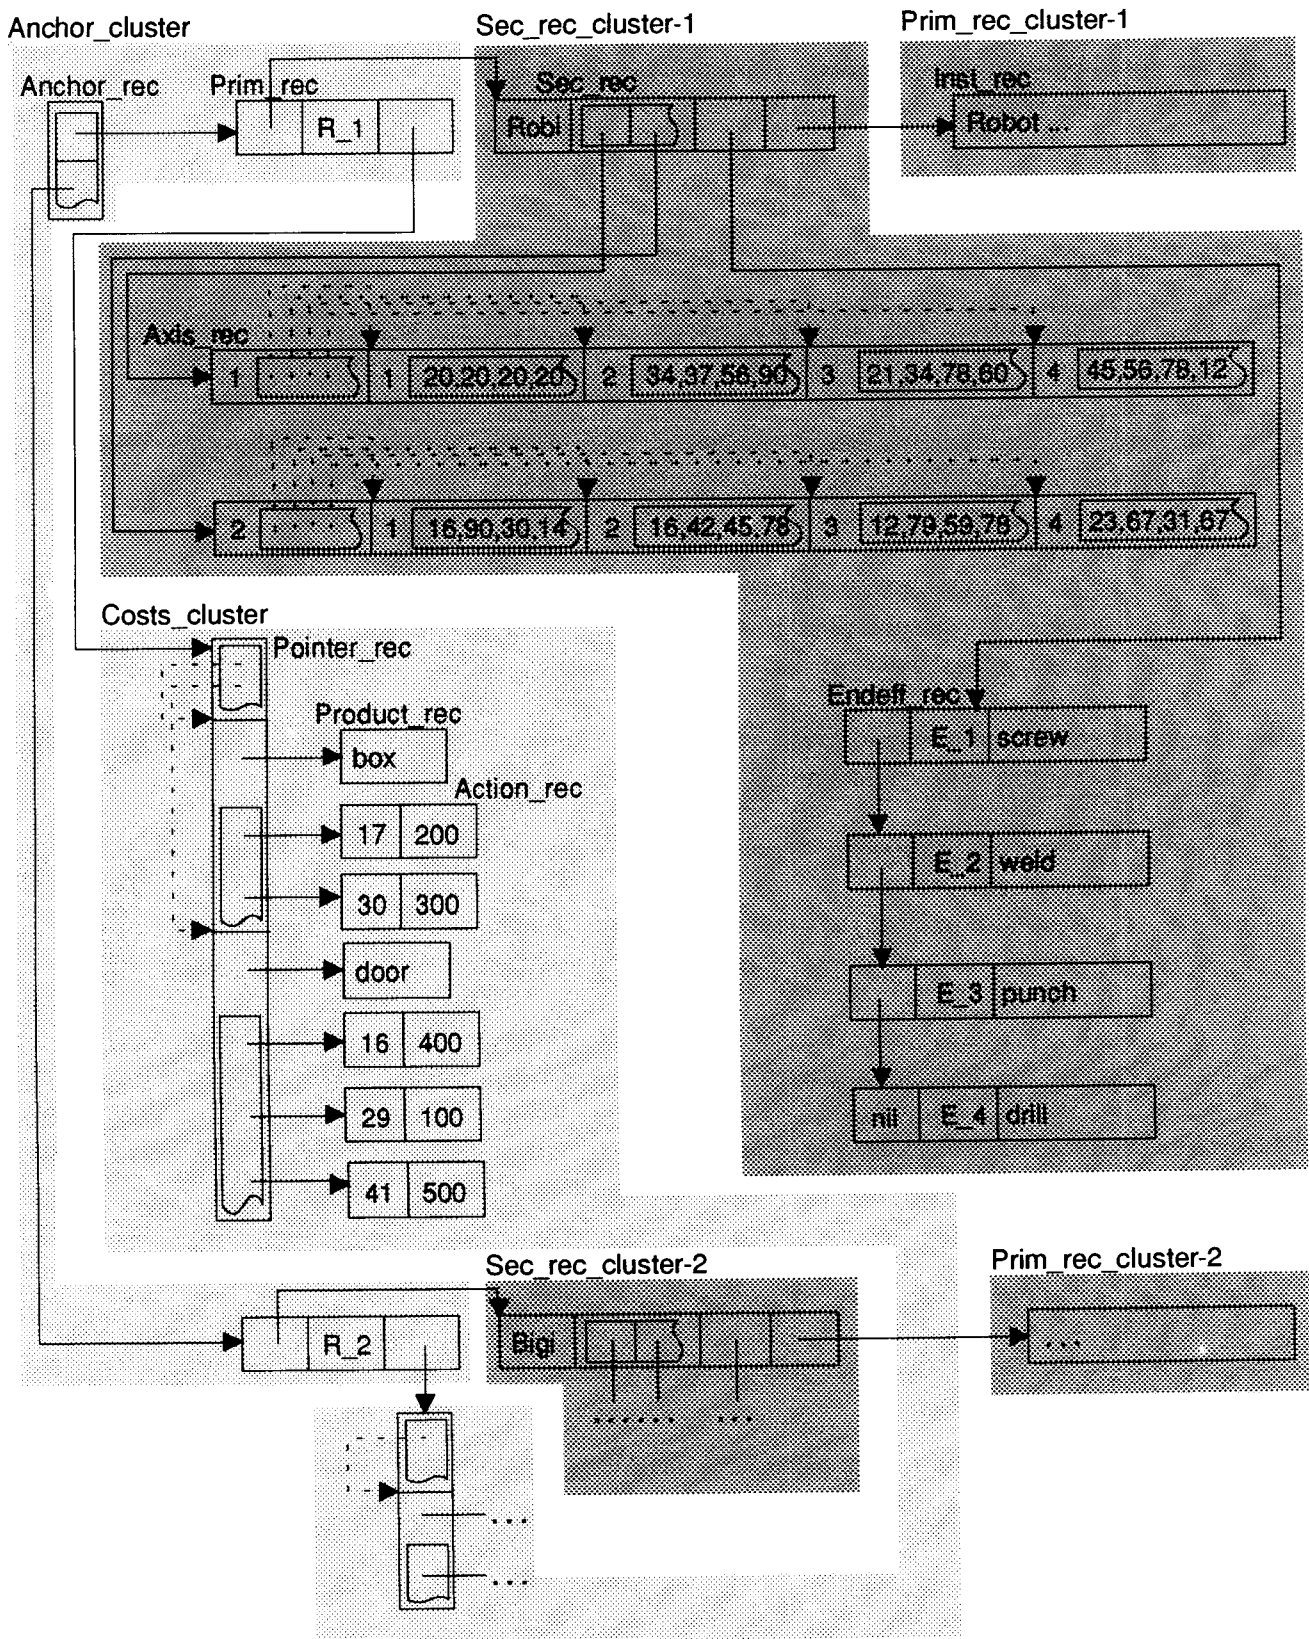 Anchor_cluster
Sec_rec_cluster-1
Prim_rec_cluster-1
Anchor_rec
Prim_rec
Sec_rec
Inst_rec
R_1
Robi
Robot ...
Axis_rec
1 1 20,20,20,20 2 34,37,56,90 3 21,34,78,60 4 45,56,78,12
2 1 16,90,30,14 2 16,42,45,78 3 12,79,59,78 4 23,67,31,67
Costs_cluster
Pointer_rec
Product_rec
box
Action_rec
17 200
30 300
door
16 400
29 100
41 500
Endeff_rec
E_1 screw
E_2 weld
E_3 punch
nil E_4 drill
Sec_rec_cluster-2
Prim_rec_cluster-2
R_2
Bigi
...
...... ...
...
...